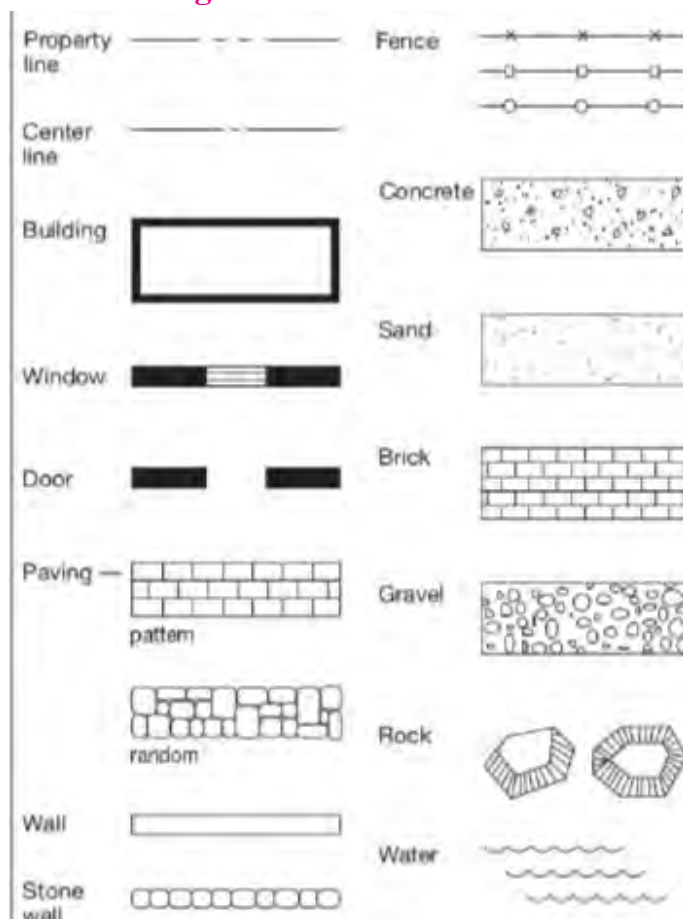 Property
line
Center
line
Building
Window
Door
Paving
pattern
random
Wall
Stone
wall
Fence
Concrete
Sand
Brick
Gravel
Rock
Water